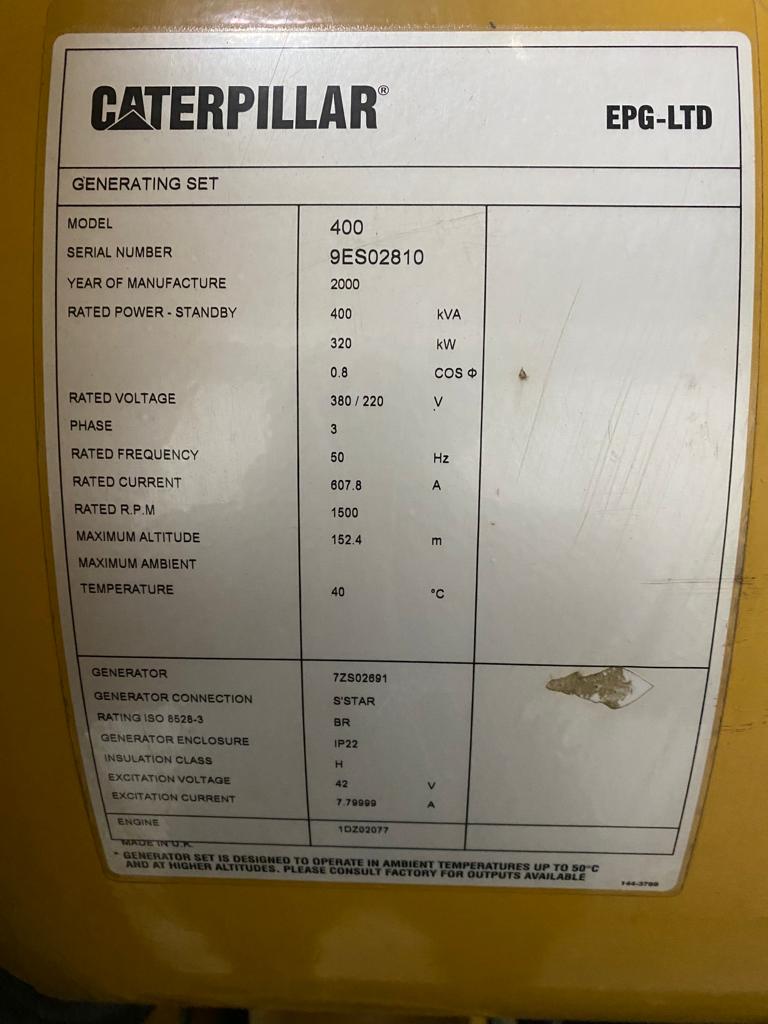 CATERPILLAR®
EPG-LTD
GENERATING SET
MODEL 400
SERIAL NUMBER 9ES02810
YEAR OF MANUFACTURE 2000
RATED POWER - STANDBY 400 kVA
320 kW
0.8 COS Φ
RATED VOLTAGE 380 / 220 V
PHASE 3
RATED FREQUENCY 50 Hz
RATED CURRENT 607.8 A
RATED R.P.M 1500
MAXIMUM ALTITUDE 152.4 m
MAXIMUM AMBIENT
TEMPERATURE 40 °C
GENERATOR 7ZS02691
GENERATOR CONNECTION S'STAR
RATING ISO 8528-3 BR
GENERATOR ENCLOSURE IP22
INSULATION CLASS H
EXCITATION VOLTAGE 42 V
EXCITATION CURRENT 7.79999 A
ENGINE 1DZ02077
MADE IN U.K.
* GENERATOR SET IS DESIGNED TO OPERATE IN AMBIENT TEMPERATURES UP TO 50°C
AND AT HIGHER ALTITUDES. PLEASE CONSULT FACTORY FOR OUTPUTS AVAILABLE